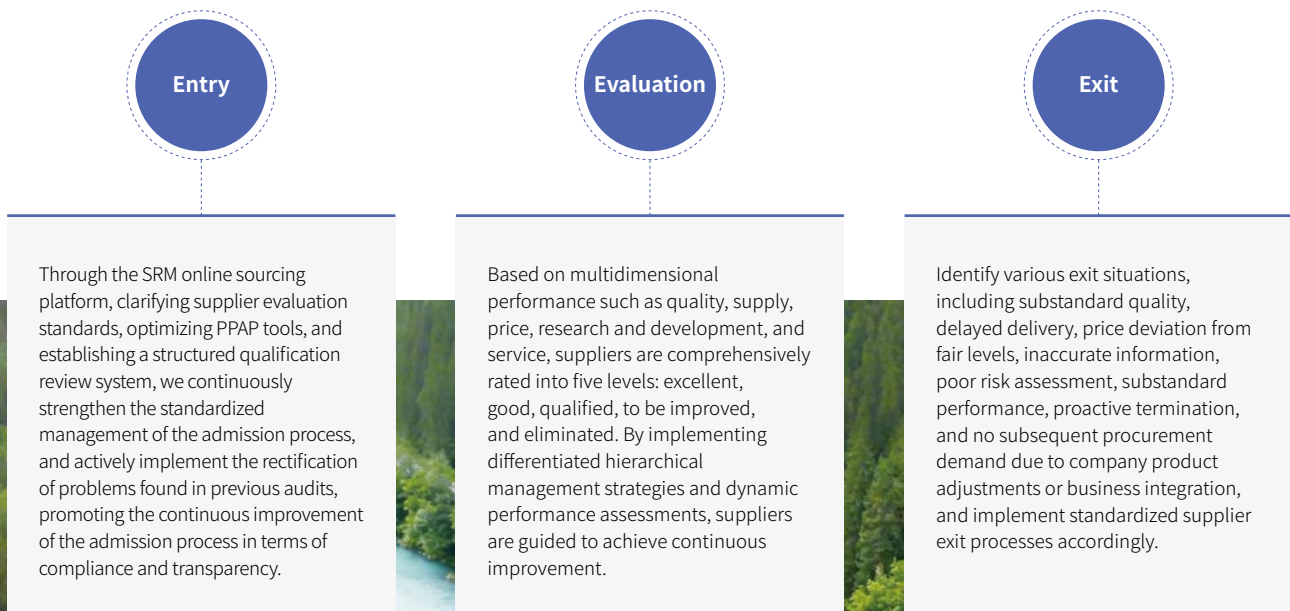 Entry
Through the SRM online sourcing
platform, clarifying supplier evaluation
standards, optimizing PPAP tools, and
establishing a structured qualification
review system, we continuously
strengthen the standardized
management of the admission process,
and actively implement the rectification
of problems found in previous audits,
promoting the continuous improvement
of the admission process in terms of
compliance and transparency.
Evaluation
Based on multidimensional
performance such as quality, supply,
price, research and development, and
service, suppliers are comprehensively
rated into five levels: excellent,
good, qualified, to be improved,
and eliminated. By implementing
differentiated hierarchical
management strategies and dynamic
performance assessments, suppliers
are guided to achieve continuous
improvement.
Exit
Identify various exit situations,
including substandard quality,
delayed delivery, price deviation from
fair levels, inaccurate information,
poor risk assessment, substandard
performance, proactive termination,
and no subsequent procurement
demand due to company product
adjustments or business integration,
and implement standardized supplier
exit processes accordingly.